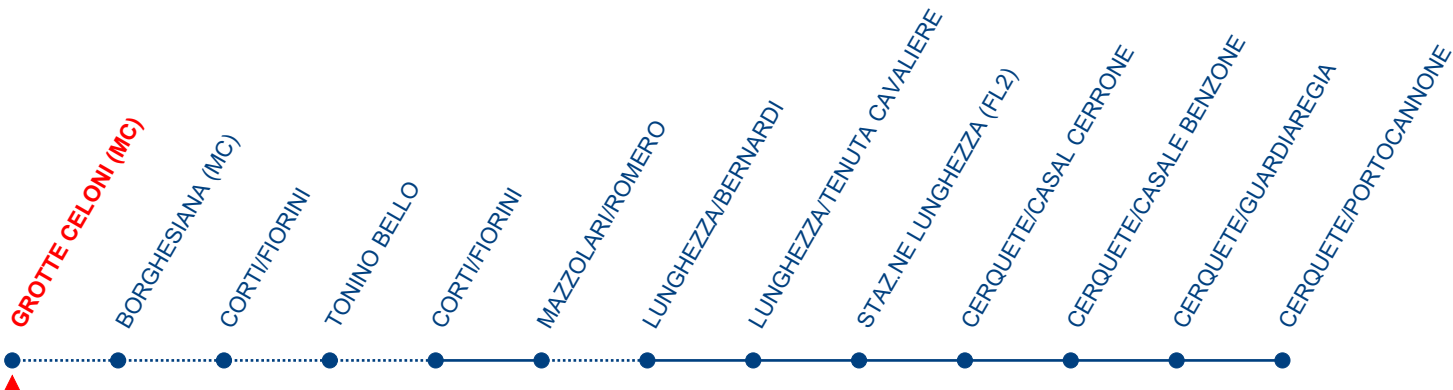 GROTTE CELONI (MC)
BORGHESIANA (MC)
CORTI/FIORINI
TONINO BELLO
CORTI/FIORINI
MAZZOLARI/ROMERO
LUNGHEZZA/BERNARDI
LUNGHEZZA/TENUTA CAVALIERE
STAZ.NE LUNGHEZZA (FL2)
CERQUETE/CASAL CERRONE
CERQUETE/CASALE BENZONE
CERQUETE/GUARDIAREGIA
CERQUETE/PORTOCANNONE